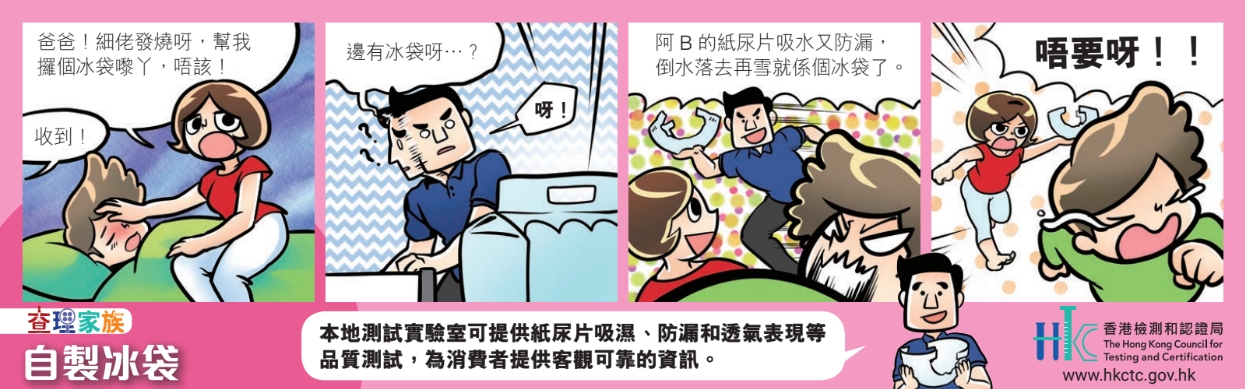 爸爸！細佬發燒呀，幫我
攞個冰袋嚟丫，唔該！
收到！
邊有冰袋呀…？
呀！
阿 B 的紙尿片吸水又防漏，
倒水落去再雪就係個冰袋了。
唔要呀！！
查理家族
自製冰袋
本地測試實驗室可提供紙尿片吸濕、防漏和透氣表現等
品質測試，為消費者提供客觀可靠的資訊。
HKTC
香港檢測和認證局
The Hong Kong Council for
Testing and Certification
www.hkctc.gov.hk